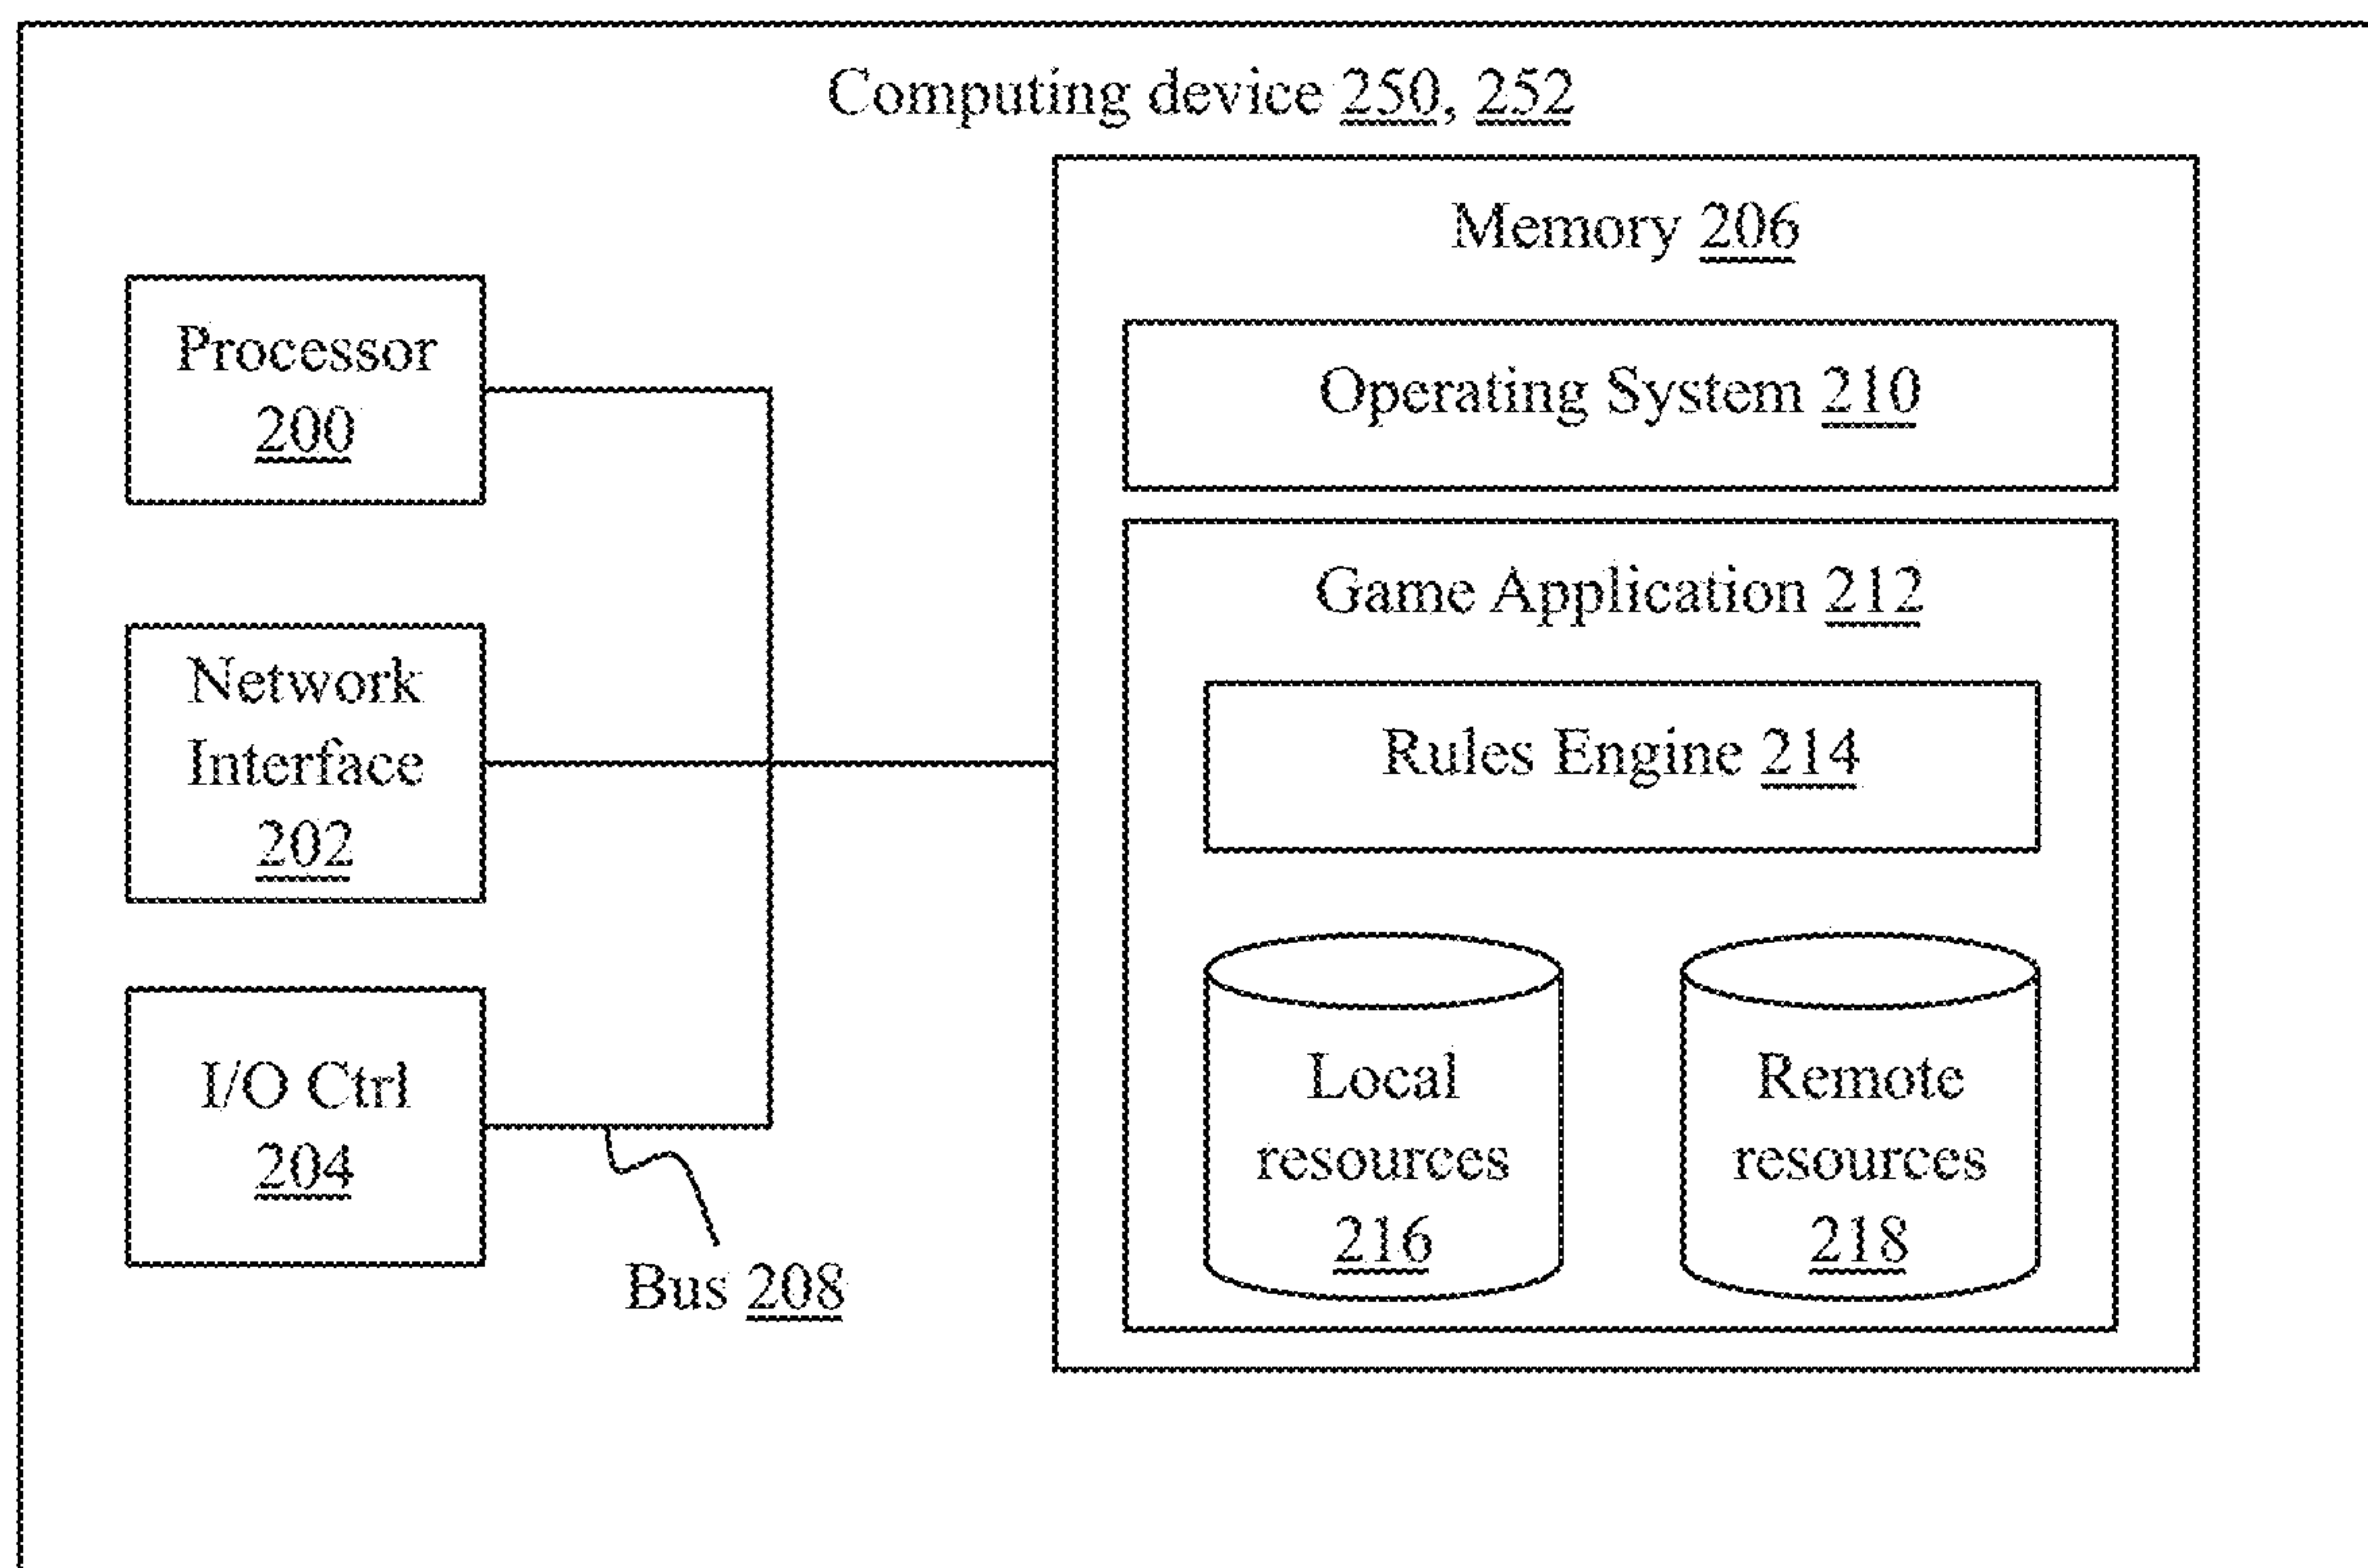 Computing device 250, 252
Memory 206
Processor
200
Operating System 210
Game Application 212
Network
Interface
202
Rules Engine 214
I/O Ctrl
204
Local
resources
216
Remote
resources
218
Bus 208